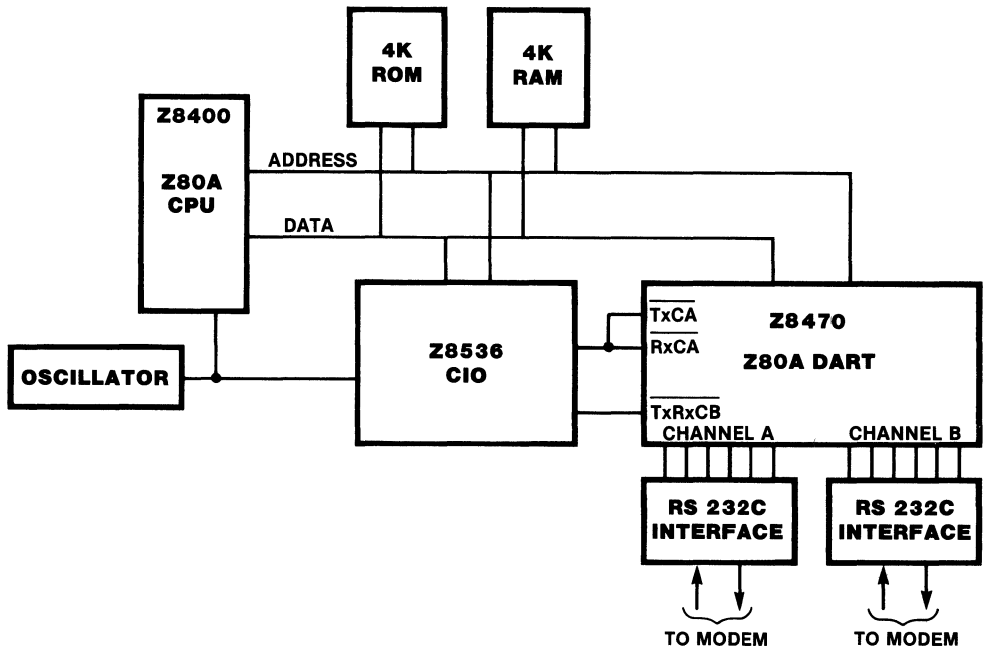 4K
ROM
4K
RAM
Z8400
Z80A
CPU
ADDRESS
DATA
OSCILLATOR
Z8536
CIO
TxCA
RxCA
TxRxCB
Z8470
Z80A DART
CHANNEL A
CHANNEL B
RS 232C
INTERFACE
RS 232C
INTERFACE
TO MODEM
TO MODEM